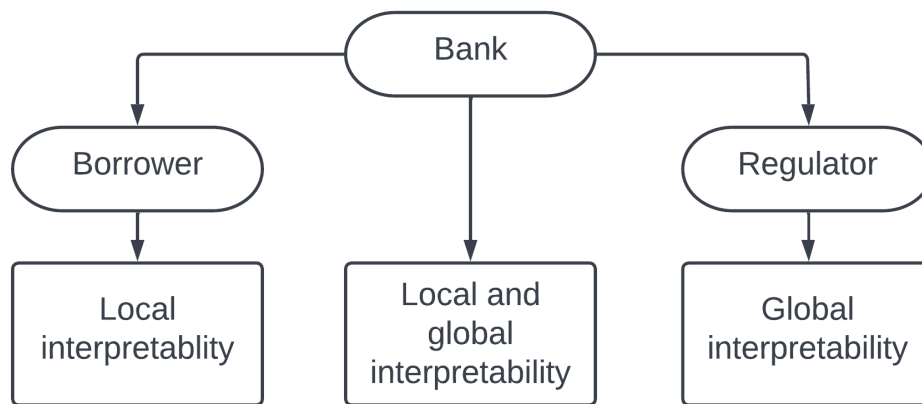 Bank
Borrower
Regulator
Local
interpretablity
Local and
global
interpretability
Global
interpretability